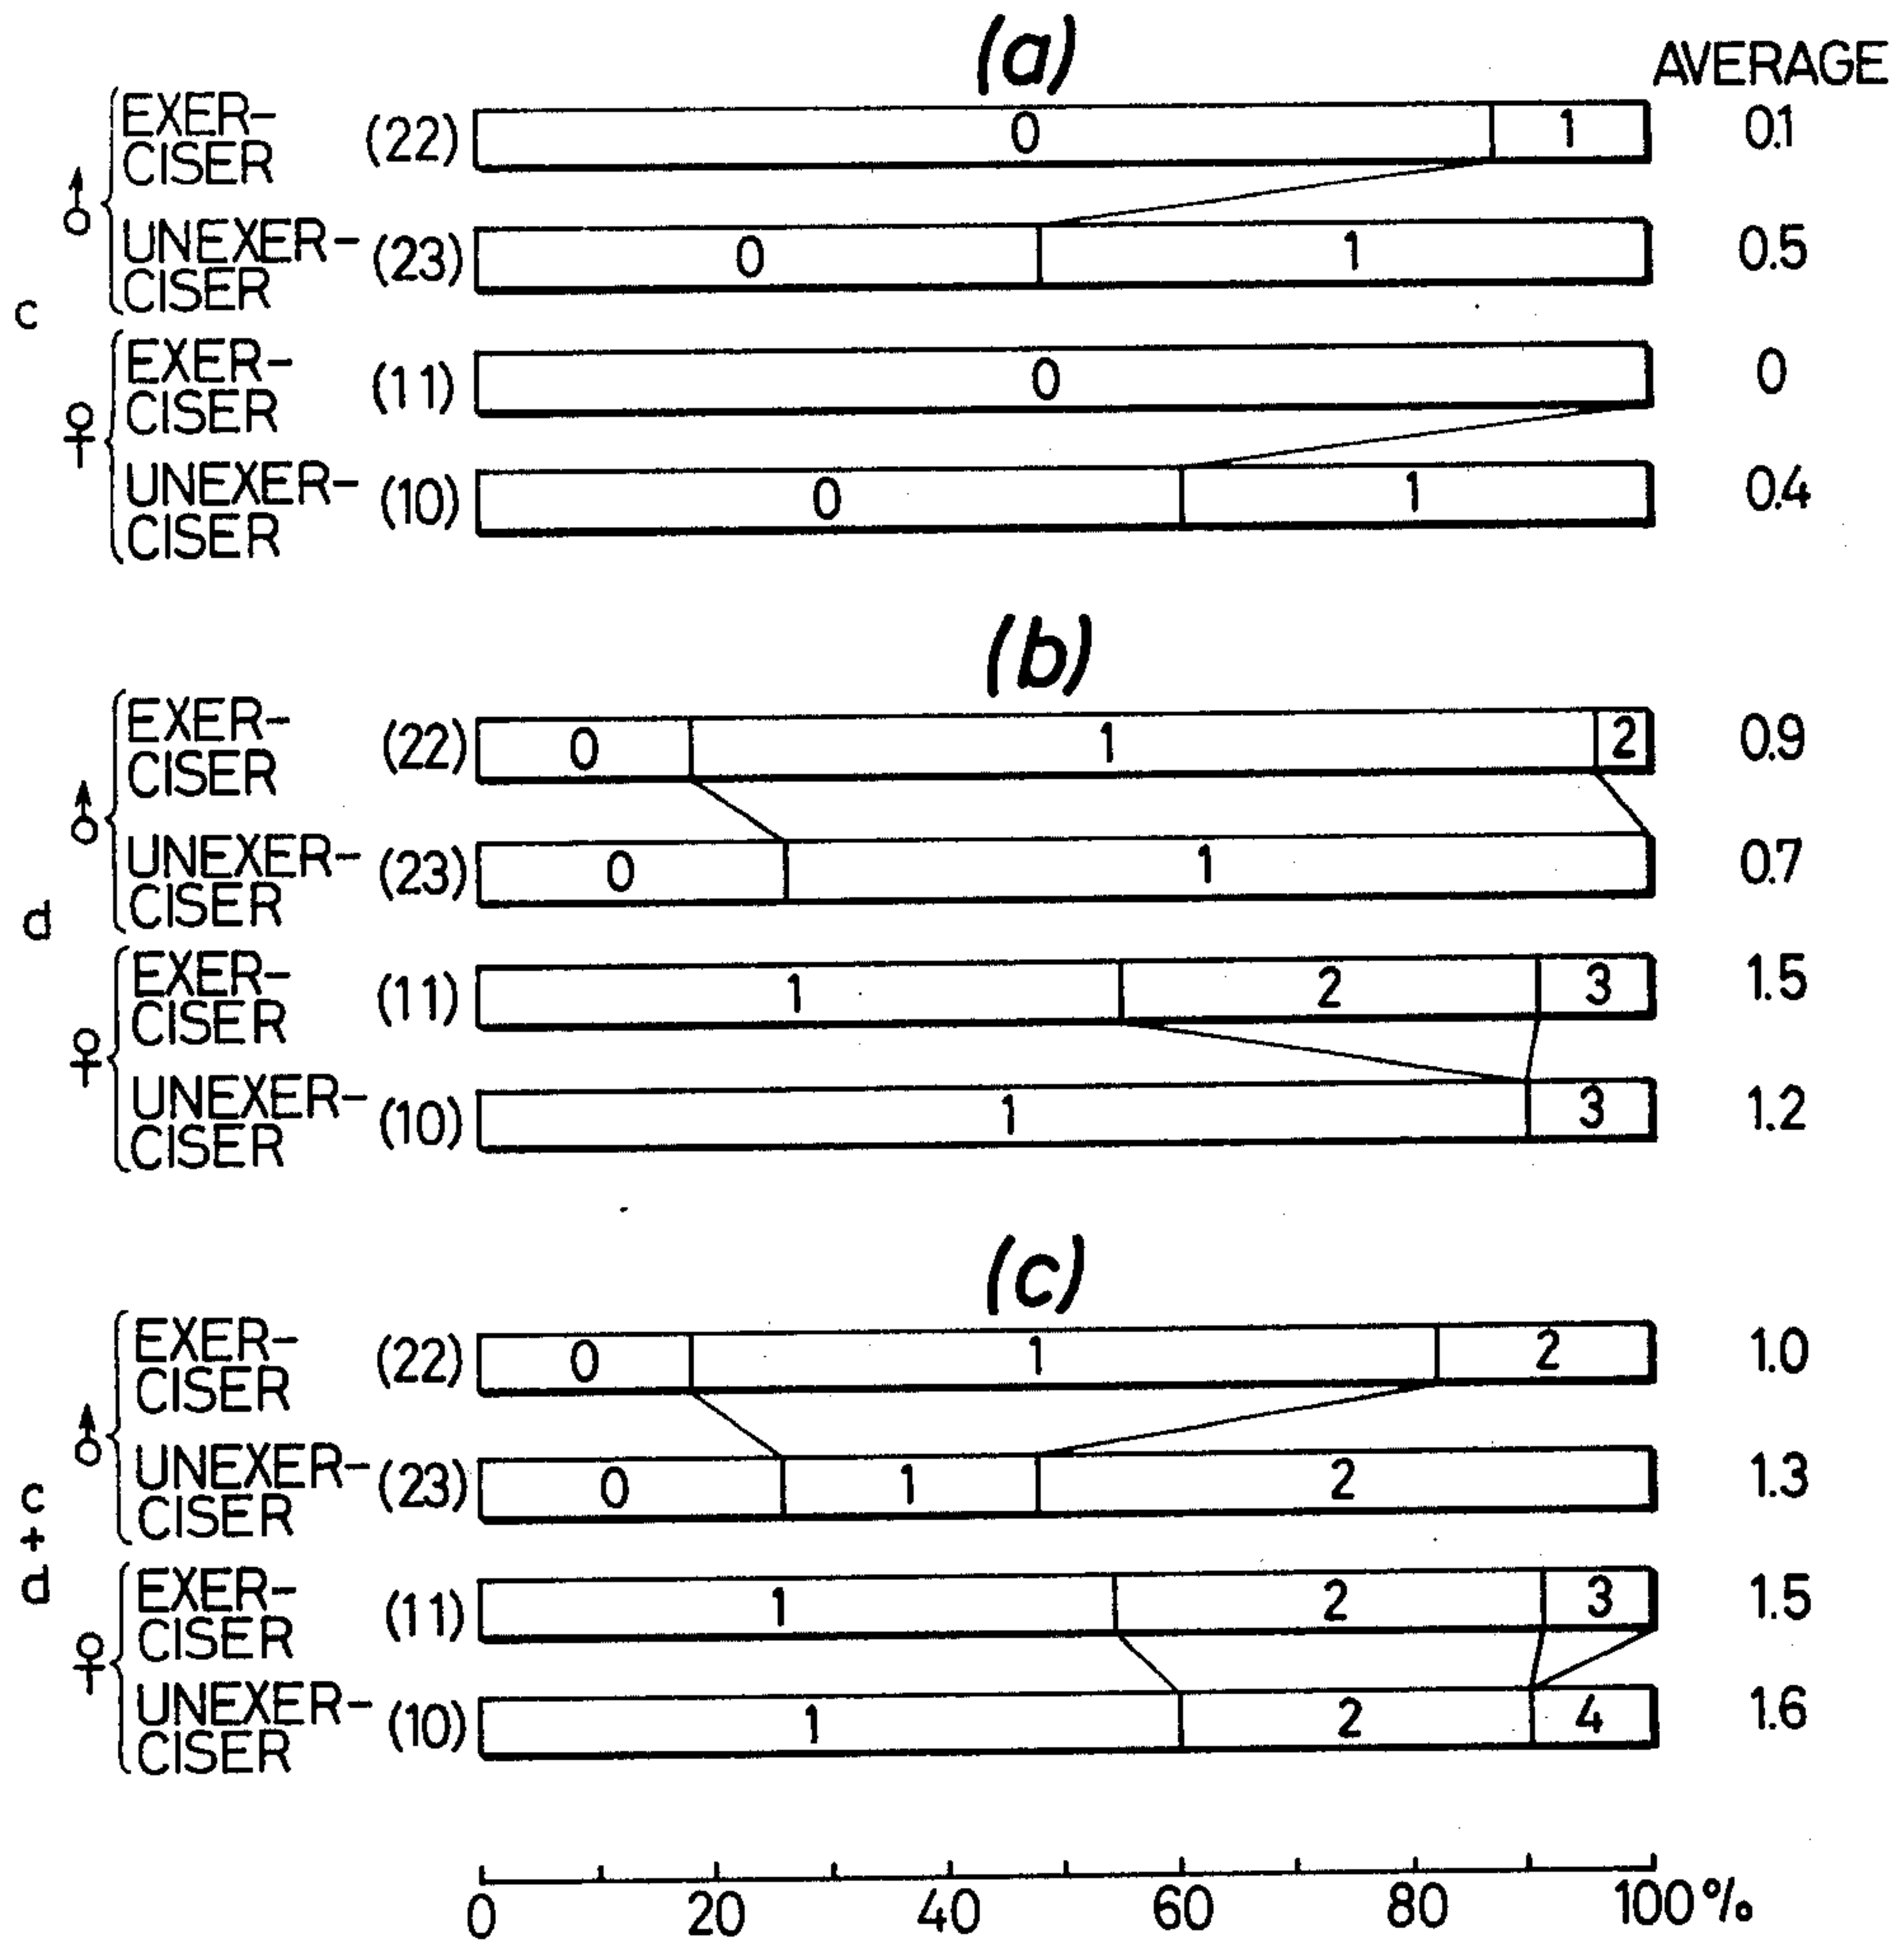 (a)
AVERAGE
c
♂ EXER-
CISER (22) 0 1 0.1
UNEXER-
CISER (23) 0 1 0.5
♀ EXER-
CISER (11) 0 0
UNEXER-
CISER (10) 0 1 0.4
(b)
d
♂ EXER-
CISER (22) 0 1 2 0.9
UNEXER-
CISER (23) 0 1 0.7
♀ EXER-
CISER (11) 1 2 3 1.5
UNEXER-
CISER (10) 1 3 1.2
(c)
c
+
d
♂ EXER-
CISER (22) 0 1 2 1.0
UNEXER-
CISER (23) 0 1 2 1.3
♀ EXER-
CISER (11) 1 2 3 1.5
UNEXER-
CISER (10) 1 2 4 1.6
0 20 40 60 80 100%